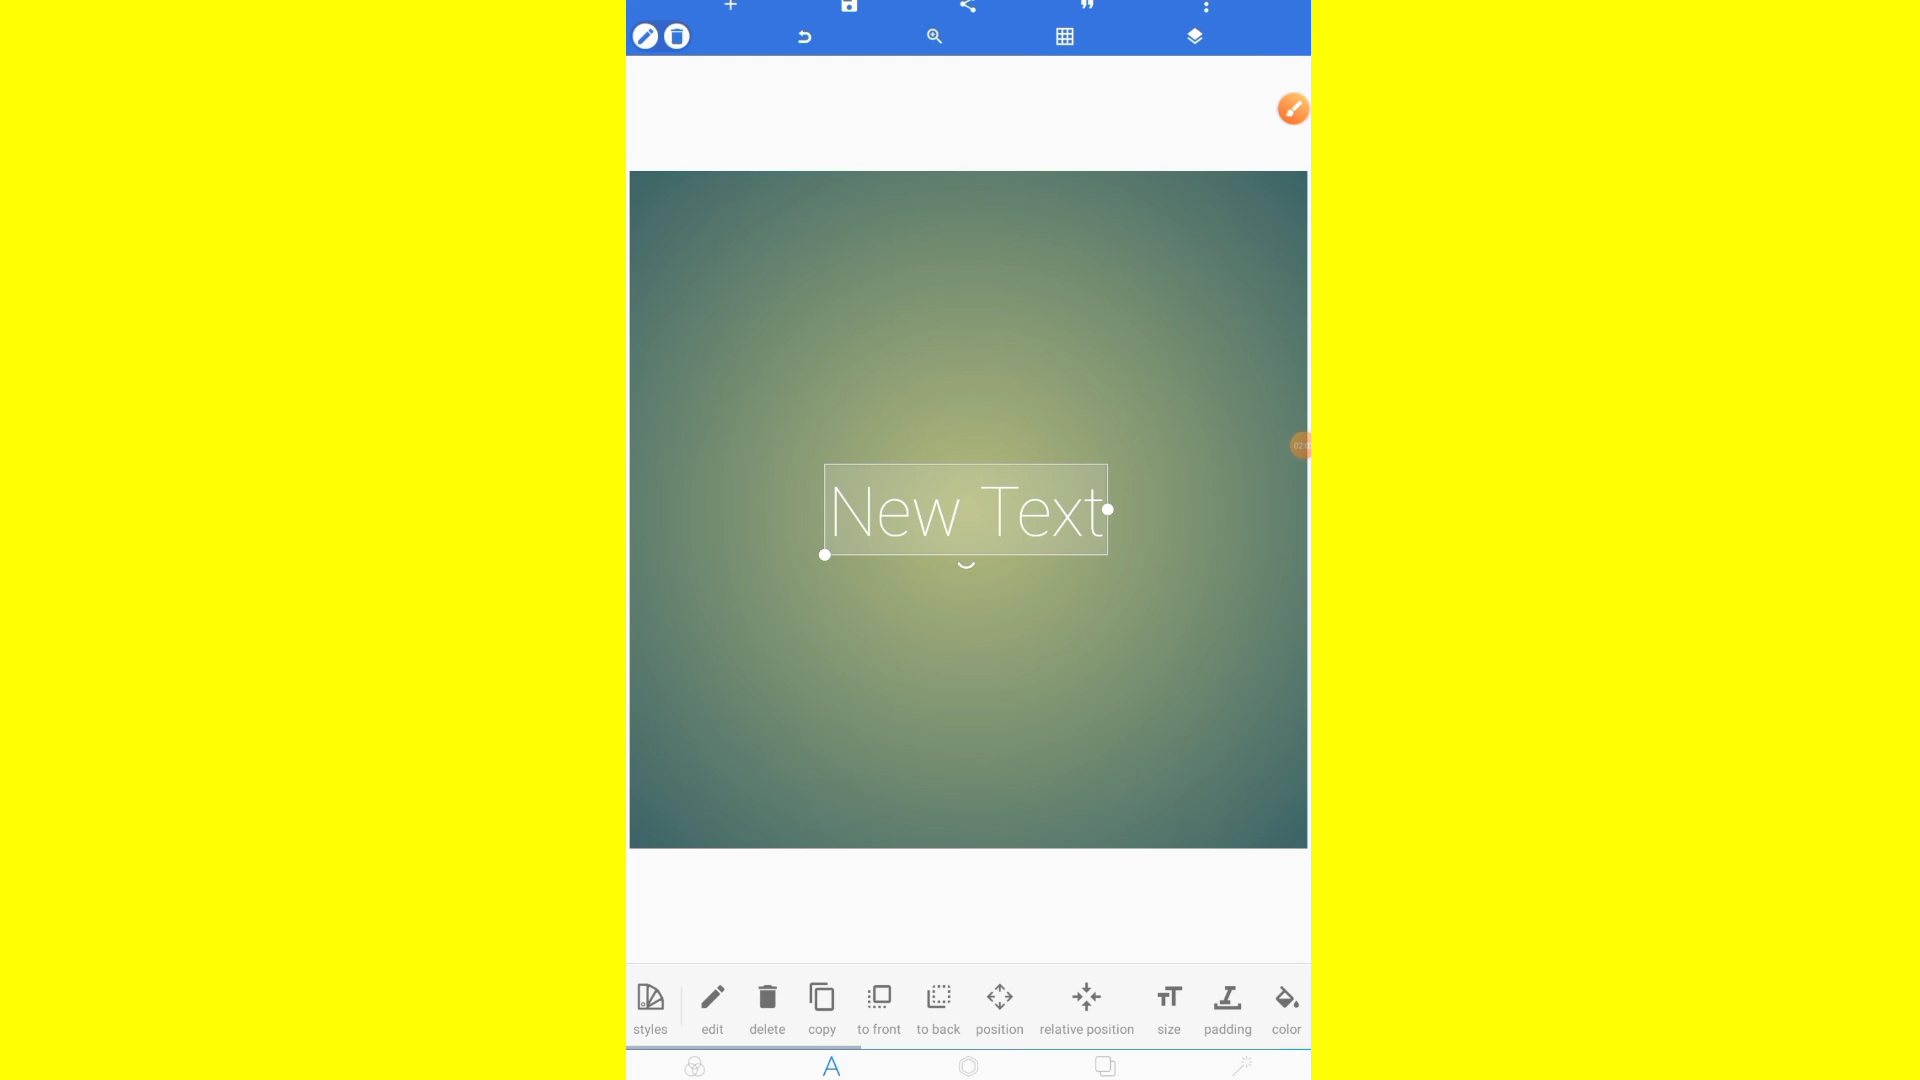 New Text
styles
edit
delete
copy
to front
to back
position
relative position
size
padding
color